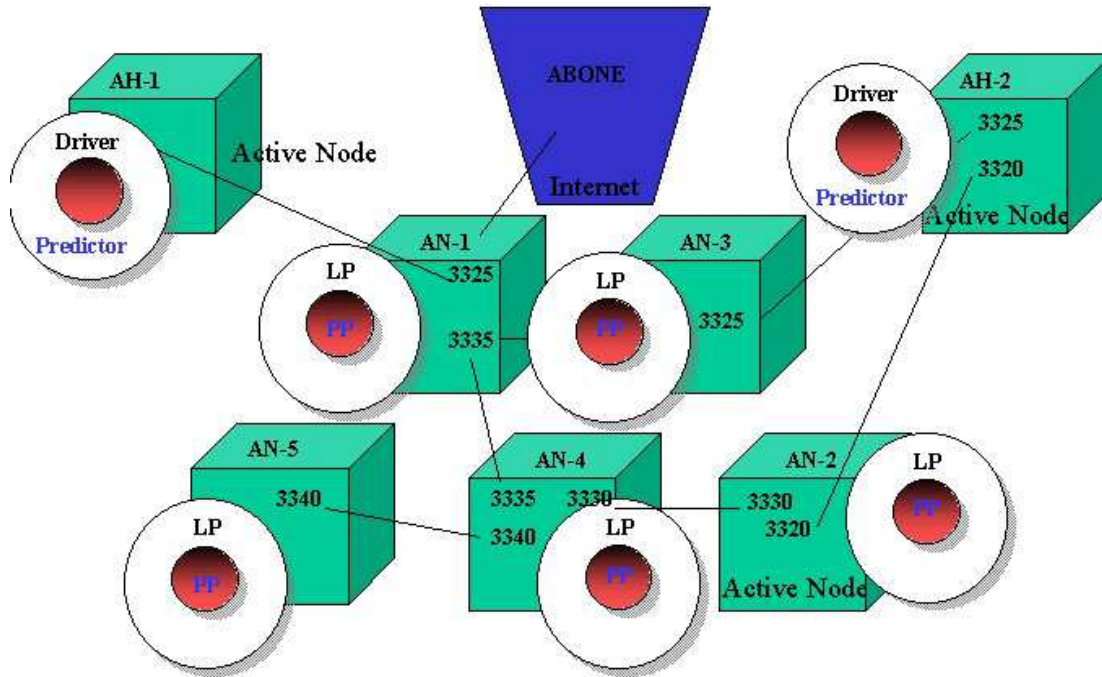 AH-1
ABONE
AH-2
Driver
Driver
3325
Active Node
3320
Internet
Predictor
Active Node
Predictor
AN-1
AN-3
LP
3325
LP
PP
3335
PP
3325
AN-5
AN-4
AN-2
LP
3340
3335
3330
3330
PP
LP
3340
LP
3320
PP
PP
Active Node